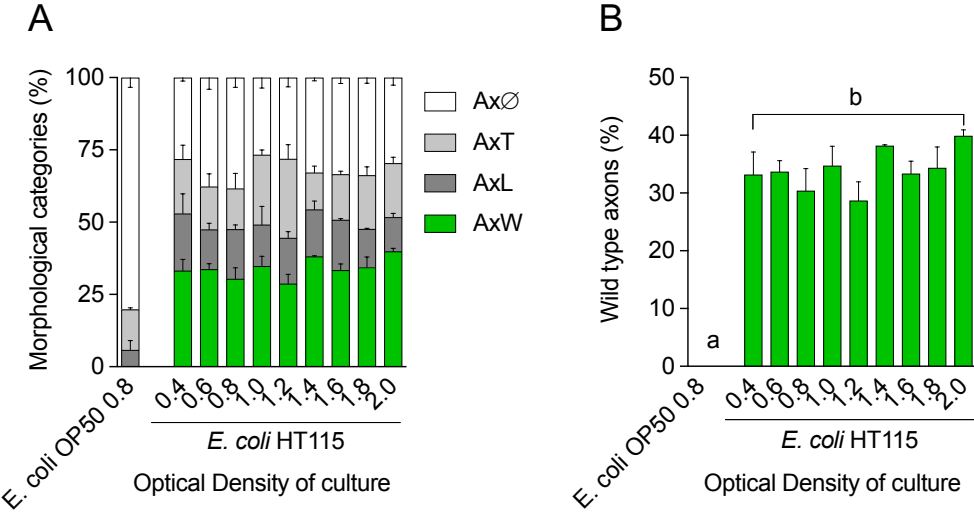 A
Morphological categories (%)
100
75
50
25
0
AxØ
AxT
AxL
AxW
E. coli OP50 0.8
0.4
0.6
0.8
1.0
1.2
1.4
1.6
1.8
2.0
E. coli HT115
Optical Density of culture
B
Wild type axons (%)
50
40
30
20
10
0
a
b
E. coli OP50 0.8
0.4
0.6
0.8
1.0
1.2
1.4
1.6
1.8
2.0
E. coli HT115
Optical Density of culture